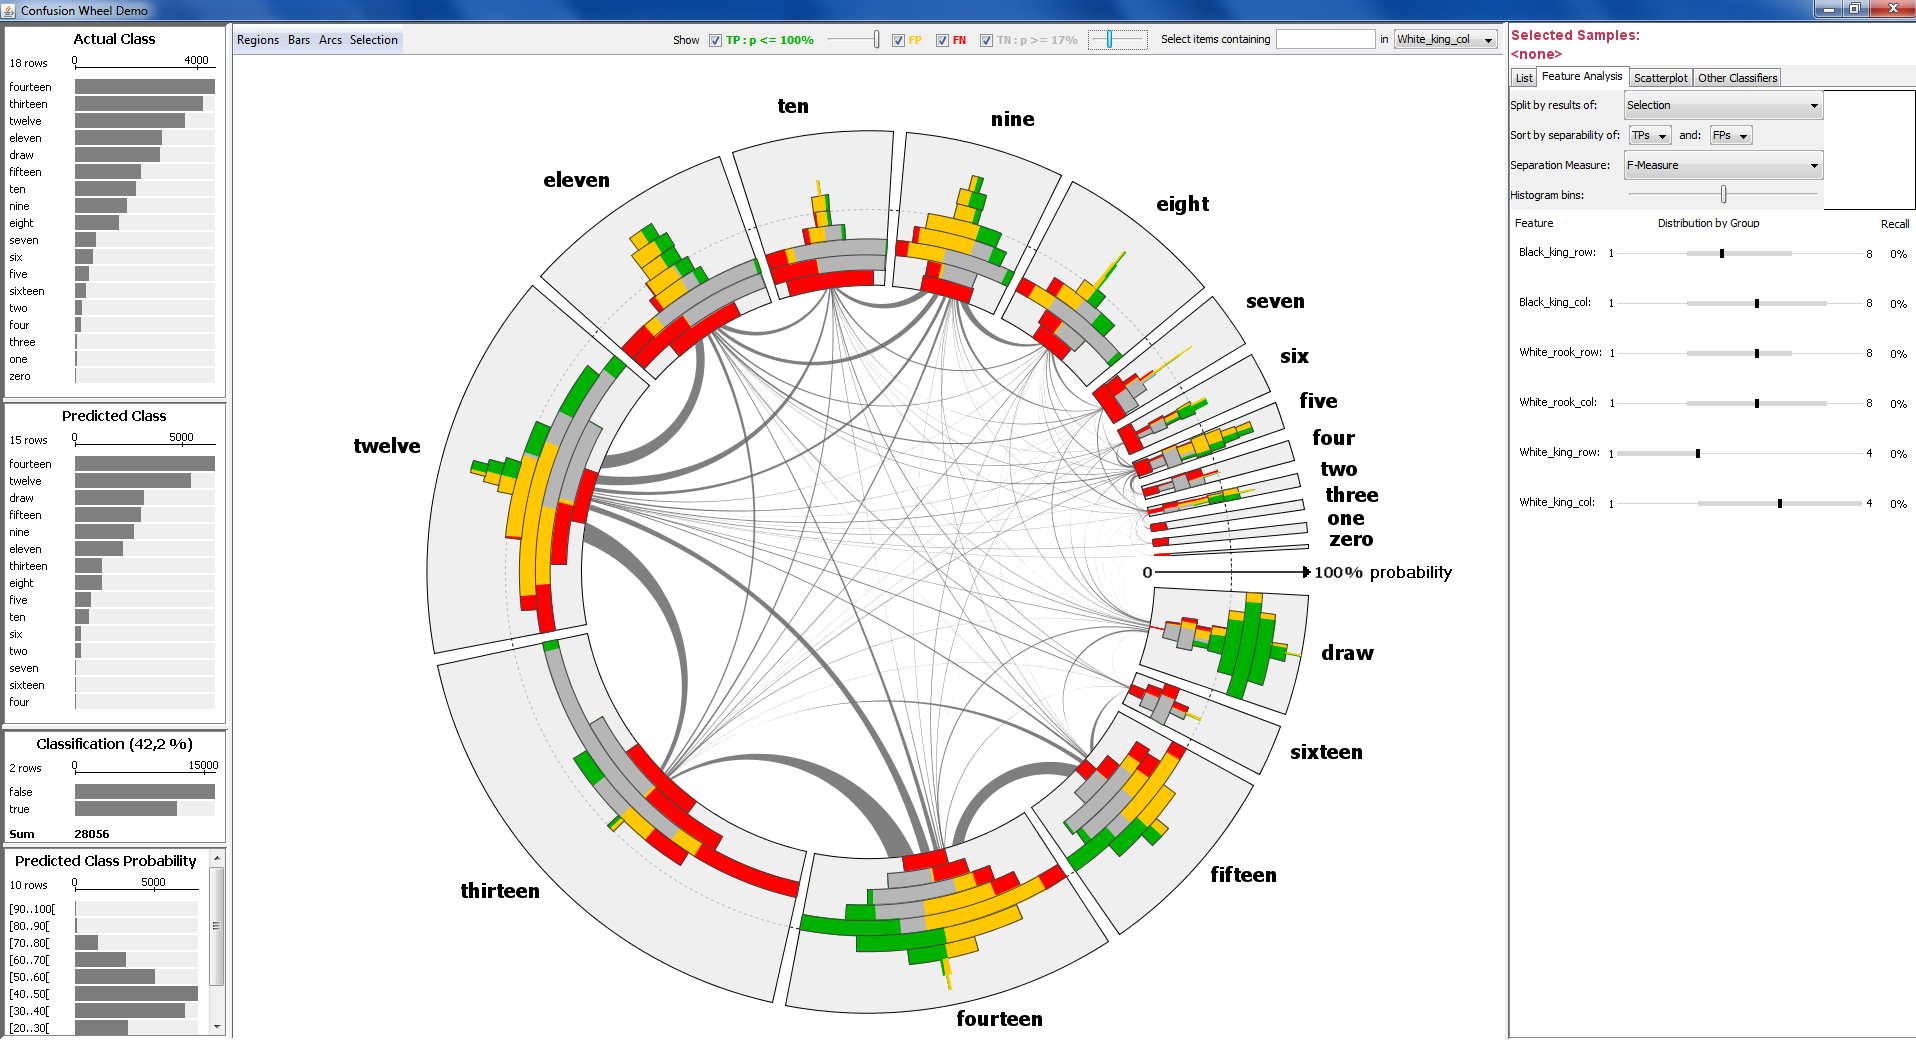 Confusion Wheel Demo
Actual Class
18 rows 0 4000
fourteen
thirteen
twelve
eleven
draw
fifteen
ten
nine
eight
seven
six
five
sixteen
two
four
three
one
zero
Predicted Class
15 rows 0 5000
fourteen
twelve
draw
fifteen
nine
eleven
thirteen
eight
five
ten
six
two
seven
sixteen
four
Classification (42,2 %)
2 rows 0 15000
false
true
Sum 28056
Predicted Class Probability
10 rows 0 5000
[90..100[
[80..90[
[70..80[
[60..70[
[50..60[
[40..50[
[30..40[
[20..30[
Regions Bars Arcs Selection
Show TP : p <= 100% FP FN TN : p >= 17% Select items containing in White_king_col
ten
nine
eleven
eight
seven
six
five
four
twelve
two
three
one
zero
0 100% probability
draw
sixteen
fifteen
thirteen
fourteen
Selected Samples:
<none>
List Feature Analysis Scatterplot Other Classifiers
Split by results of: Selection
Sort by separability of: TPs and: FPs
Separation Measure: F-Measure
Histogram bins:
Feature Distribution by Group Recall
Black_king_row: 1 8 0%
Black_king_col: 1 8 0%
White_rook_row: 1 8 0%
White_rook_col: 1 8 0%
White_king_row: 1 4 0%
White_king_col: 1 4 0%